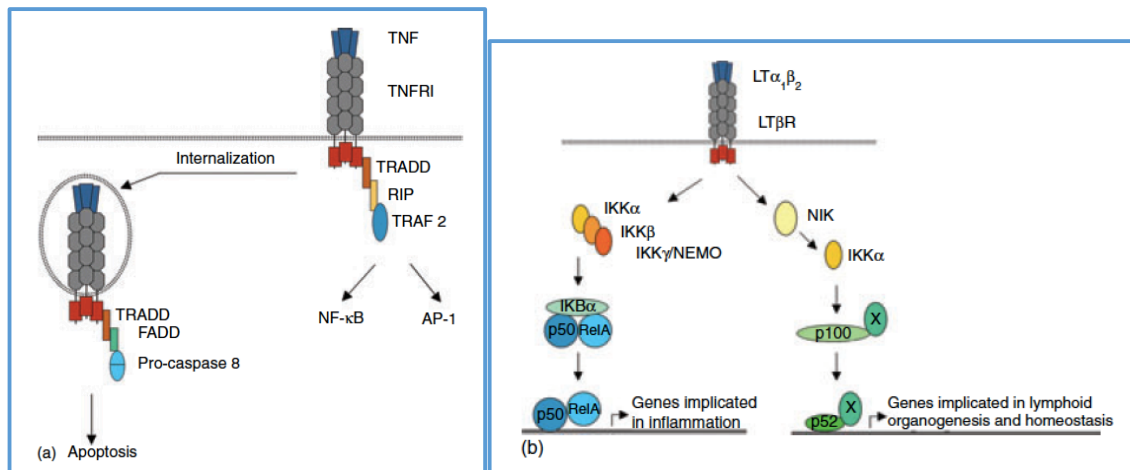 TNF
TNFRI
Internalization
TRADD
RIP
TRAF 2
NF-κB
AP-1
TRADD
FADD
Pro-caspase 8
(a) Apoptosis
LTα₁β₂
LTβR
IKKα
IKKβ
IKKγ/NEMO
NIK
IKKα
IKBα
p50 RelA
p100 X
p50 RelA
Genes implicated
in inflammation
p52 X
Genes implicated in lymphoid
organogenesis and homeostasis
(b)